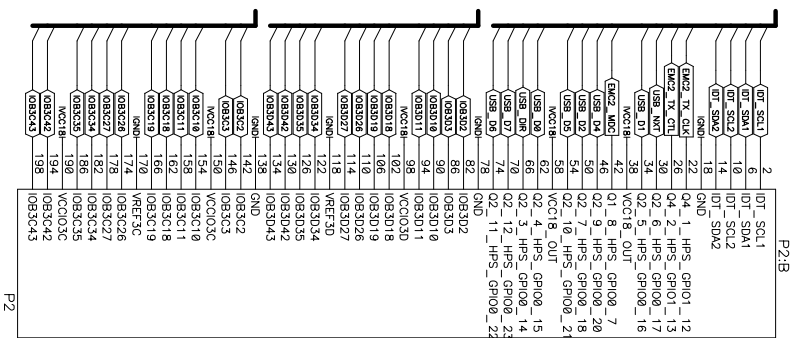 P2:B
IDT_SCL1 2 IDT_SCL1
IDT_SDA1 6 IDT_SDA1
IDT_SCL2 10 IDT_SCL2
IDT_SDA2 14 IDT_SDA2
!GND! 18 GND
EMC2_TX_CLK 22 Q4_1_HPS_GPIO1_12
EMC2_TX_CTL 26 Q4_2_HPS_GPIO1_13
USB_NXT 30 Q2_6_HPS_GPIO0_17
USB_D1 34 Q2_5_HPS_GPIO0_16
!VCC18! 38 VCC18_OUT
EMC2_MDC 42 Q1_8_HPS_GPIO0_7
USB_D4 46 Q2_9_HPS_GPIO0_20
USB_D2 50 Q2_7_HPS_GPIO0_18
USB_D5 54 Q2_10_HPS_GPIO0_21
!VCC18! 58 VCC18_OUT
USB_D0 62 Q2_4_HPS_GPIO0_15
USB_DIR 66 Q2_3_HPS_GPIO0_14
USB_D7 70 Q2_12_HPS_GPIO0_23
USB_D6 74 Q2_11_HPS_GPIO0_22
!GND! 78 GND
IOB3D2 82 IOB3D2
IOB3D3 86 IOB3D3
IOB3D10 90 IOB3D10
IOB3D11 94 IOB3D11
!VCC18! 98 VCCIO3D
IOB3D18 102 IOB3D18
IOB3D19 106 IOB3D19
IOB3D26 110 IOB3D26
IOB3D27 114 IOB3D27
!GND! 118 VREF3D
IOB3D34 122 IOB3D34
IOB3D35 126 IOB3D35
IOB3D42 130 IOB3D42
IOB3D43 134 IOB3D43
!GND! 138 GND
IOB3C2 142 IOB3C2
IOB3C3 146 IOB3C3
!VCC18! 150 VCCIO3C
IOB3C10 154 IOB3C10
IOB3C11 158 IOB3C11
IOB3C18 162 IOB3C18
IOB3C19 166 IOB3C19
!GND! 170 VREF3C
IOB3C26 174 IOB3C26
IOB3C27 178 IOB3C27
IOB3C34 182 IOB3C34
IOB3C35 186 IOB3C35
!VCC18! 190 VCCIO3C
IOB3C42 194 IOB3C42
IOB3C43 198 IOB3C43
P2